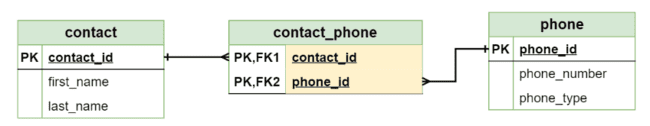 contact
PK contact_id
first_name
last_name
contact_phone
PK,FK1 contact_id
PK,FK2 phone_id
phone
PK phone_id
phone_number
phone_type